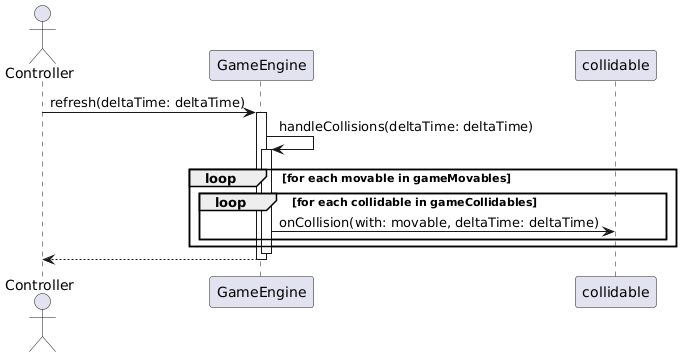 Controller
GameEngine
collidable
refresh(deltaTime: deltaTime)
handleCollisions(deltaTime: deltaTime)
loop [for each movable in gameMovables]
loop [for each collidable in gameCollidables]
onCollision(with: movable, deltaTime: deltaTime)
Controller
GameEngine
collidable